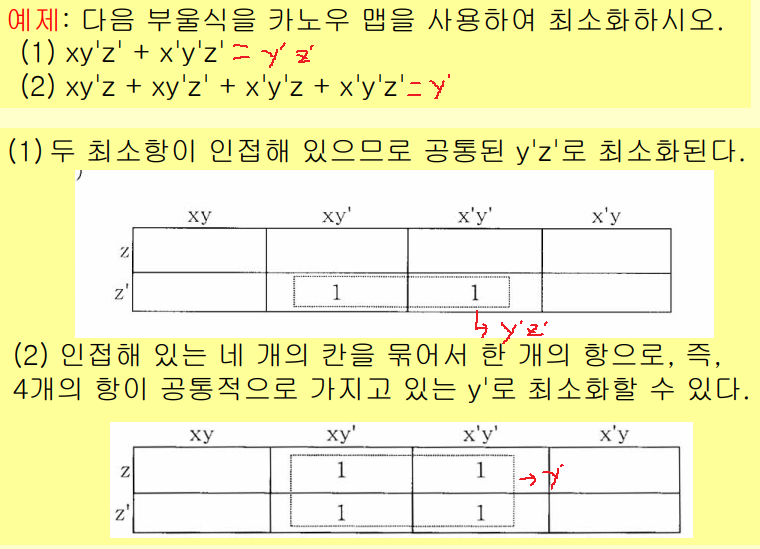 예제: 다음 부울식을 카노우 맵을 사용하여 최소화하시오.
(1) xy'z' + x'y'z' = y'z'
(2) xy'z + xy'z' + x'y'z + x'y'z' = y'
(1) 두 최소항이 인접해 있으므로 공통된 y'z'로 최소화된다.
)
xy xy' x'y' x'y
z
z' 1 1
↳ y'z'
(2) 인접해 있는 네 개의 칸을 묶어서 한 개의 항으로, 즉,
4개의 항이 공통적으로 가지고 있는 y'로 최소화할 수 있다.
xy xy' x'y' x'y
z 1 1 → y'
z' 1 1